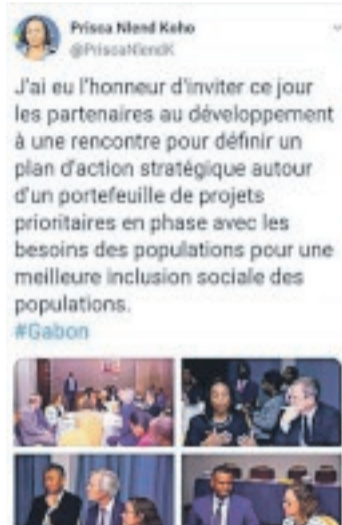 Prisca Nlend Koho
@PriscaNlendK
J'ai eu l'honneur d'inviter ce jour
les partenaires au développement
à une rencontre pour définir un
plan d'action stratégique autour
d'un portefeuille de projets
prioritaires en phase avec les
besoins des populations pour une
meilleure inclusion sociale des
populations.
#Gabon